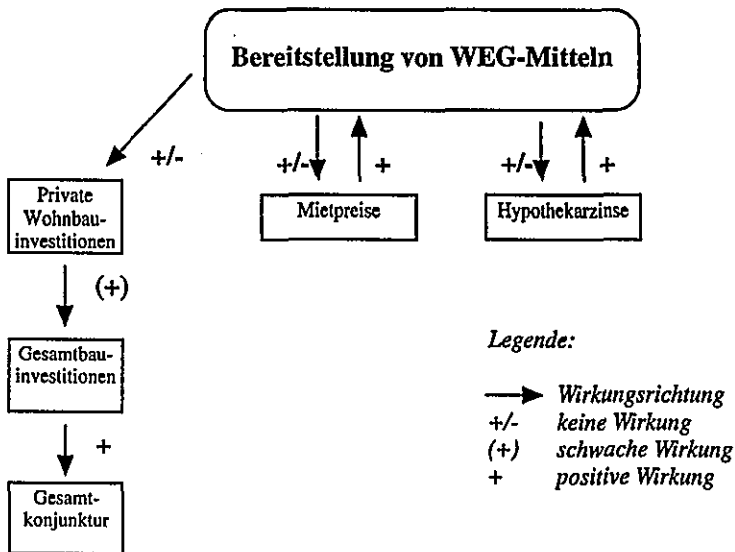 Bereitstellung von WEG-Mitteln
+/-
+/-
+
+/-
+
Private
Wohnbau-
investitionen
Mietpreise
Hypothekarzinse
(+)
Gesamtbau-
investitionen
+
Gesamt-
konjunktur
Legende:
Wirkungsrichtung
+/- keine Wirkung
(+) schwache Wirkung
+ positive Wirkung